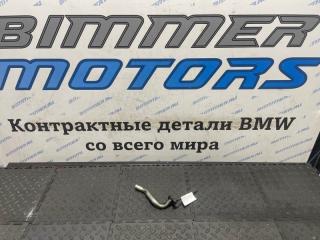 BIMMER
MOTORS
Контрактные детали BMW
со всего мира